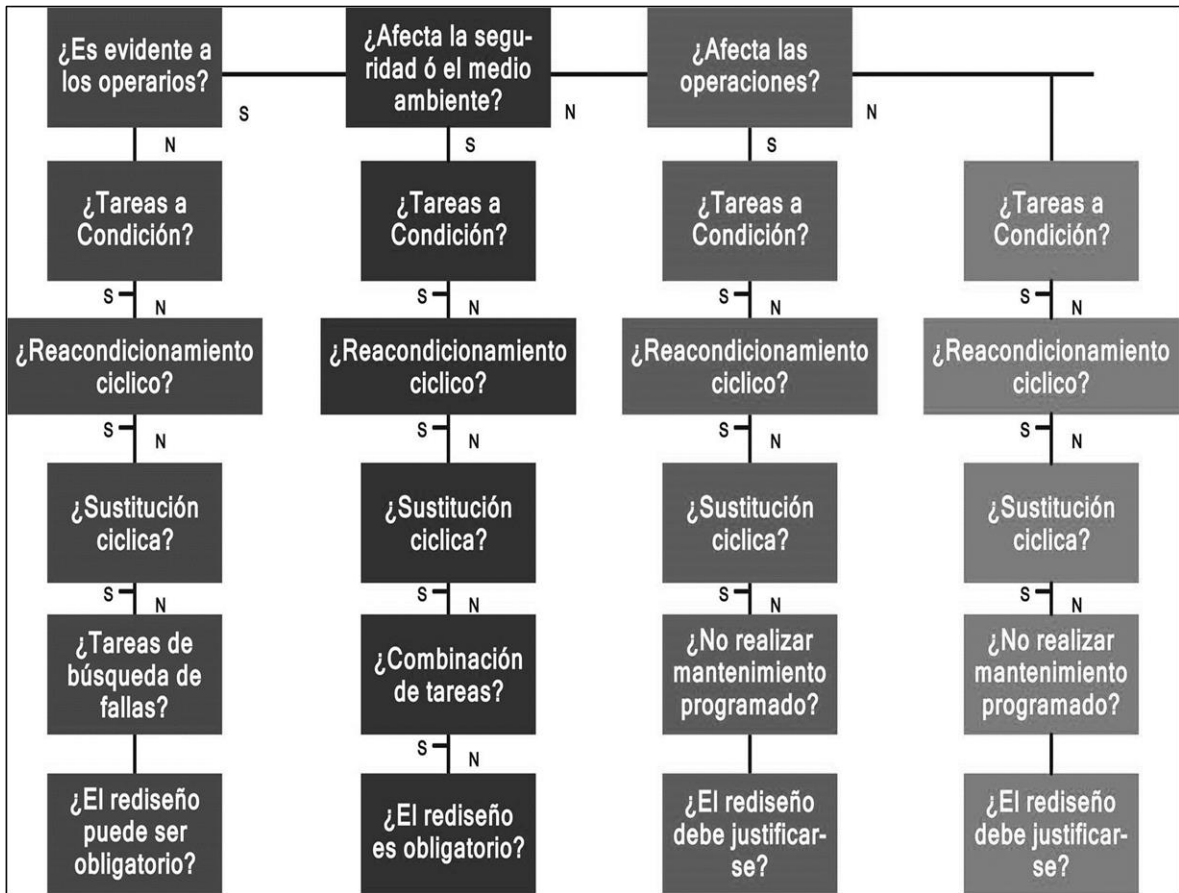 ¿Es evidente a
los operarios?
¿Afecta la segu-
ridad ó el medio
ambiente?
¿Afecta las
operaciones?
S
N
N
N
S
S
¿Tareas a
Condición?
¿Tareas a
Condición?
¿Tareas a
Condición?
¿Tareas a
Condición?
S
N
S
N
S
N
S
N
¿Reacondicionamiento
ciclico?
¿Reacondicionamiento
ciclico?
¿Reacondicionamiento
ciclico?
¿Reacondicionamiento
ciclico?
S
N
S
N
S
N
S
N
¿Sustitución
ciclica?
¿Sustitución
ciclica?
¿Sustitución
ciclica?
¿Sustitución
ciclica?
S
N
S
N
S
N
S
N
¿Tareas de
búsqueda de
fallas?
¿Combinación
de tareas?
¿No realizar
mantenimiento
programado?
¿No realizar
mantenimiento
programado?
S
N
¿El rediseño
puede ser
obligatorio?
¿El rediseño
es obligatorio?
¿El rediseño
debe justificar-
se?
¿El rediseño
debe justificar-
se?